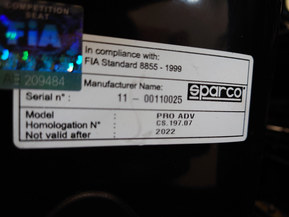 COMPETITION
SEAT
FIA
209484
In compliance with:
FIA Standard 8855 - 1999
Manufacturer Name:
sparco
Serial n° : 11 - 00110025
Model : PRO ADV
Homologation N° : CS.197.07
Not valid after : 2022